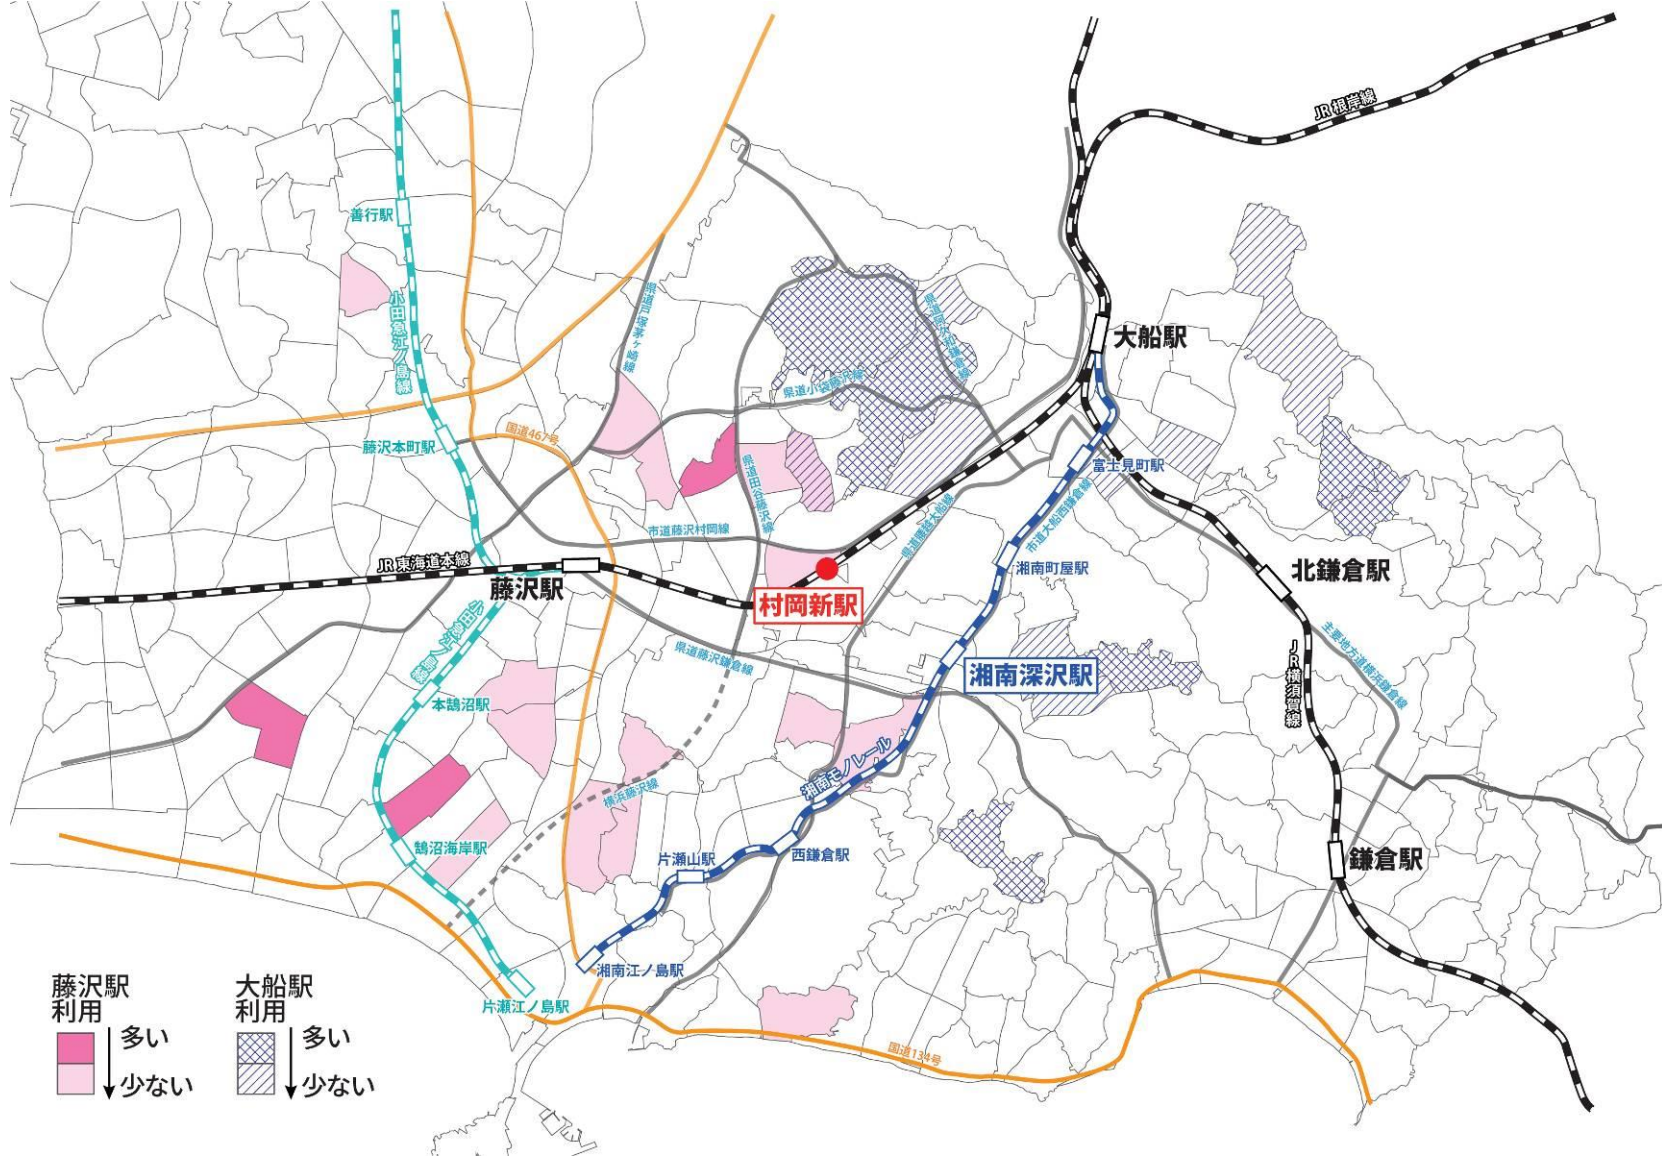 JR 根岸線
善行駅
小田急江ノ島線
県道戸塚茅ヶ崎線
県道阿久和鎌倉線
大船駅
県道小袋藤沢線
国道467号
藤沢本町駅
県道田谷藤沢線
富士見町駅
市道藤沢村岡線
県道腰越大船線
市道大船西鎌倉線
JR 東海道本線
藤沢駅
湘南町屋駅
北鎌倉駅
村岡新駅
小田急江ノ島線
県道藤沢鎌倉線
湘南深沢駅
主要地方道横浜鎌倉線
JR横須賀線
本鵠沼駅
湘南モノレール
横浜藤沢線
鵠沼海岸駅
片瀬山駅
西鎌倉駅
鎌倉駅
湘南江ノ島駅
片瀬江ノ島駅
国道134号
藤沢駅
利用
多い
少ない
大船駅
利用
多い
少ない